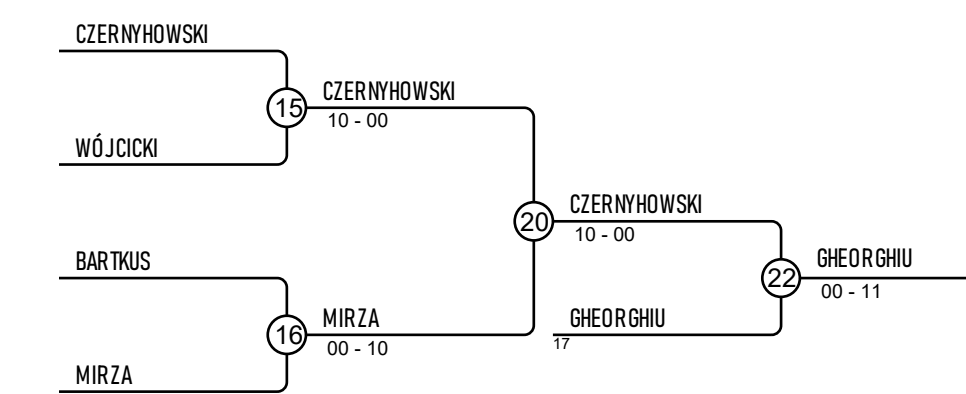 CZERNYHOWSKI
15
CZERNYHOWSKI
10 - 00
WÓJCICKI
20
CZERNYHOWSKI
10 - 00
BARTKUS
22
GHEORGHIU
00 - 11
16
MIRZA
00 - 10
GHEORGHIU
17
MIRZA